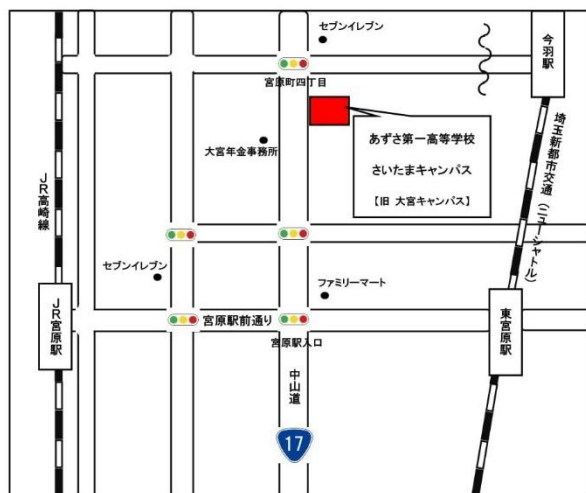 セブンイレブン
今羽駅
宮原町四丁目
あずさ第一高等学校
さいたまキャンパス
【旧 大宮キャンパス】
大宮年金事務所
埼玉新都市交通(ニューシャトル)
JR高崎線
セブンイレブン
ファミリーマート
JR宮原駅
宮原駅前通り
東宮原駅
宮原駅入口
中山道
17